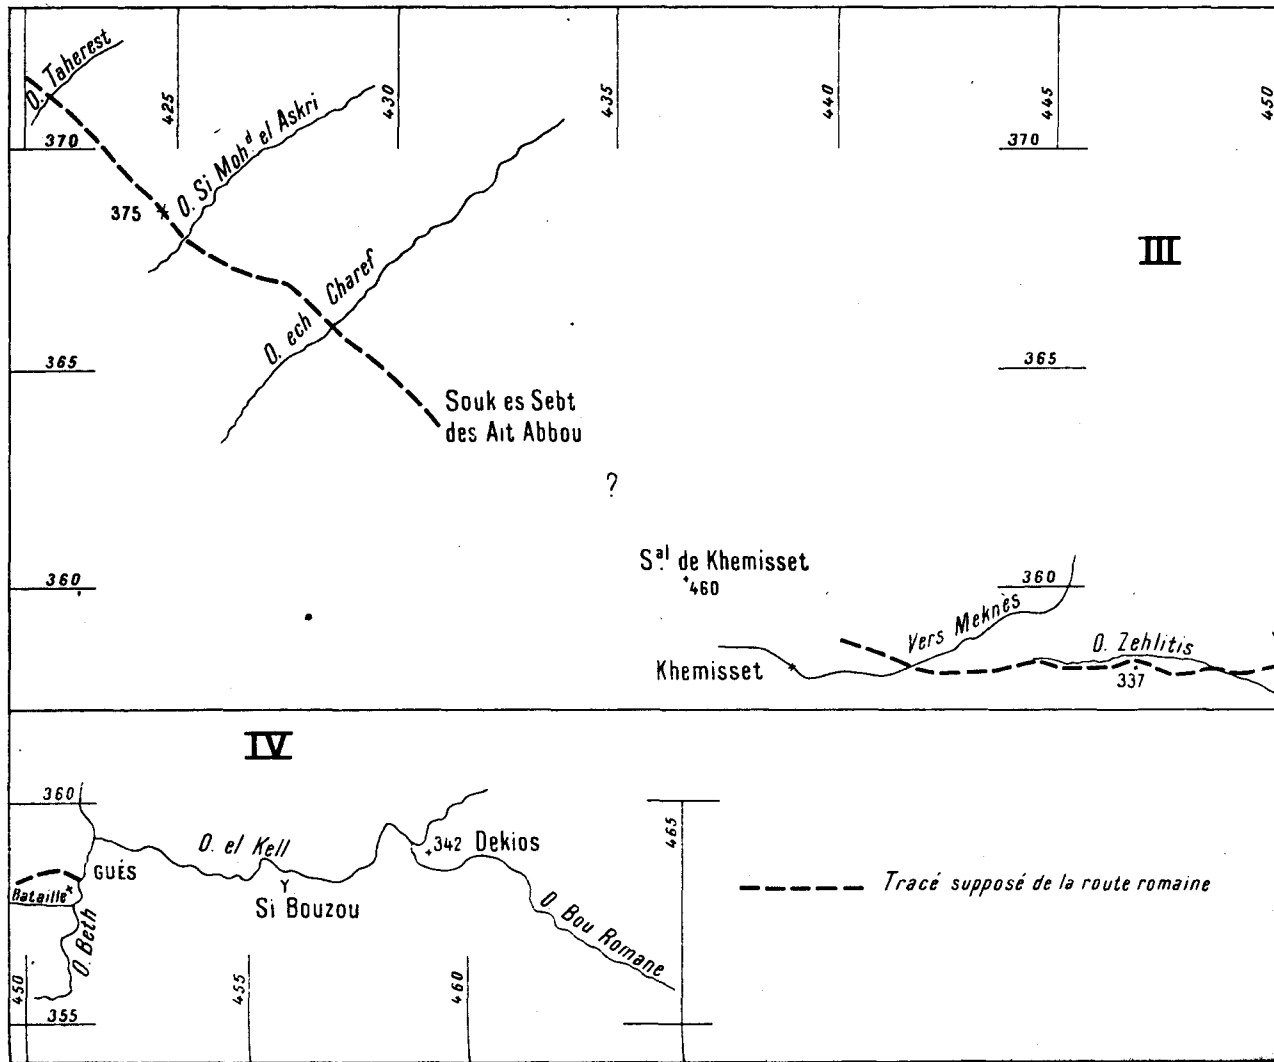 O. Taherest
425
430
435
440
445
450
370
O. Si Moh.d el Askri
370
375
III
O. ech Charef
365
365
Souk es Sebt
des Aït Abbou
?
S.al de Khemisset
460
360
360
Vers Meknès
O. Zehlitis
Khemisset
337
IV
360
465
O. el Kell
342 Dekios
GUÉS
Bataille
Si Bouzou
Tracé supposé de la route romaine
O. Beth
O. Bou Romane
450
455
460
355